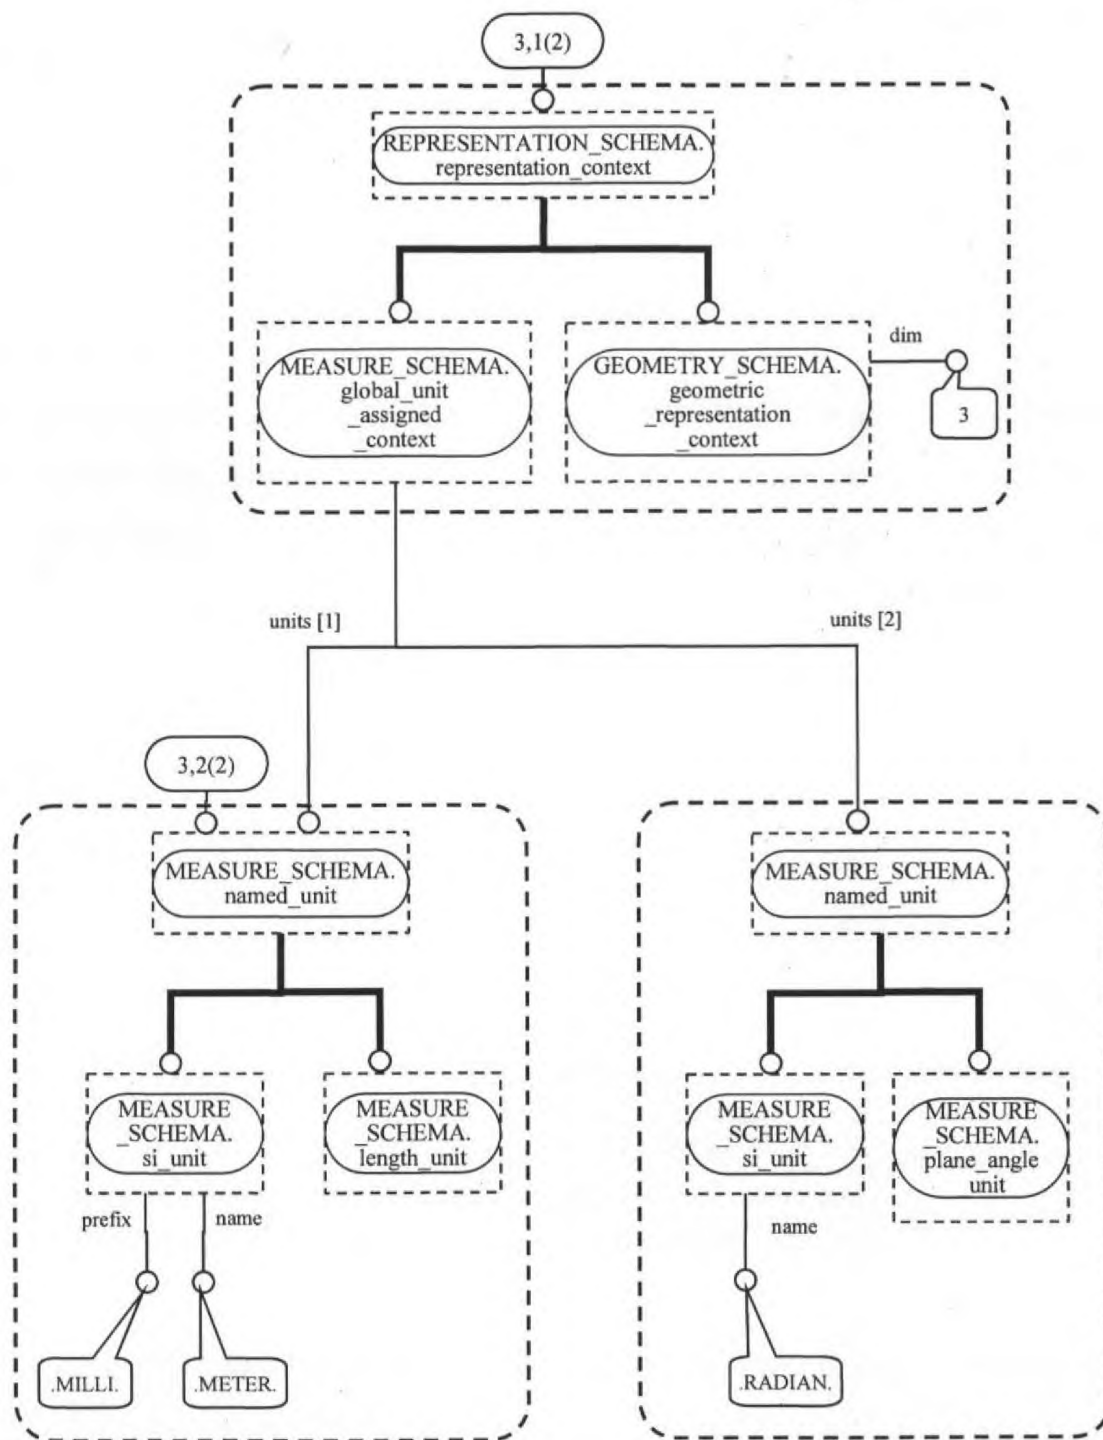 3,1(2)
REPRESENTATION_SCHEMA.
representation_context
MEASURE_SCHEMA.
global_unit
_assigned
_context
GEOMETRY_SCHEMA.
geometric
_representation
_context
dim
3
units [1]
units [2]
3,2(2)
MEASURE_SCHEMA.
named_unit
MEASURE_SCHEMA.
named_unit
MEASURE
_SCHEMA.
si_unit
MEASURE
_SCHEMA.
length_unit
MEASURE
_SCHEMA.
si_unit
MEASURE
_SCHEMA.
plane_angle
unit
prefix
name
name
.MILLI.
.METER.
.RADIAN.